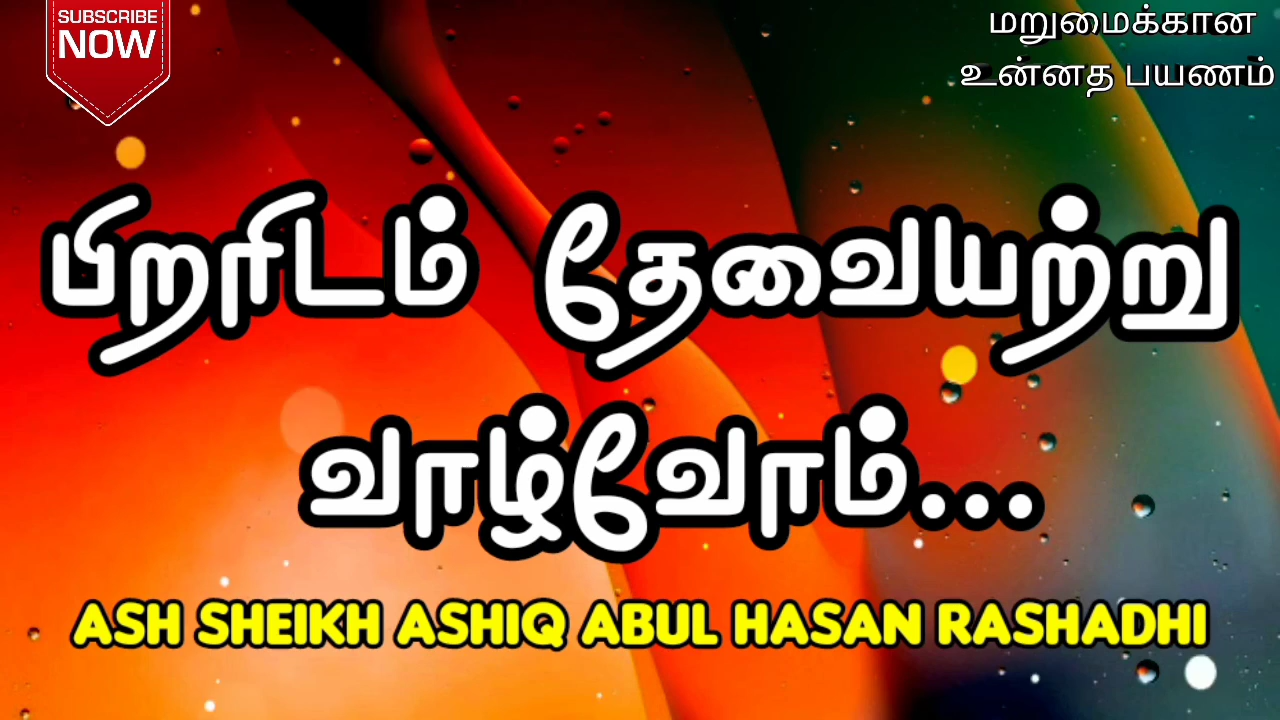 SUBSCRIBE
NOW
மறுமைக்கான
உன்னத பயணம்
பிறரிடம் தேவையற்று
வாழ்வோம்...
ASH SHEIKH ASHIQ ABUL HASAN RASHADHI